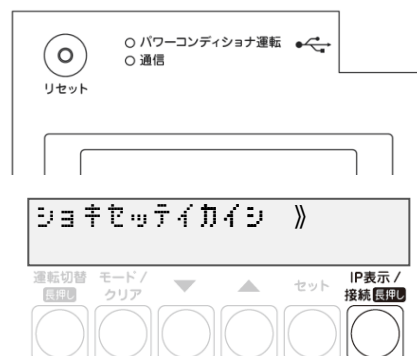 ○ パワーコンディショナ運転
○ 通信
リセット
ショキセッテイカイシ 》
運転切替 長押し
モード/クリア
▼
▲
セット
IP表示/接続 長押し